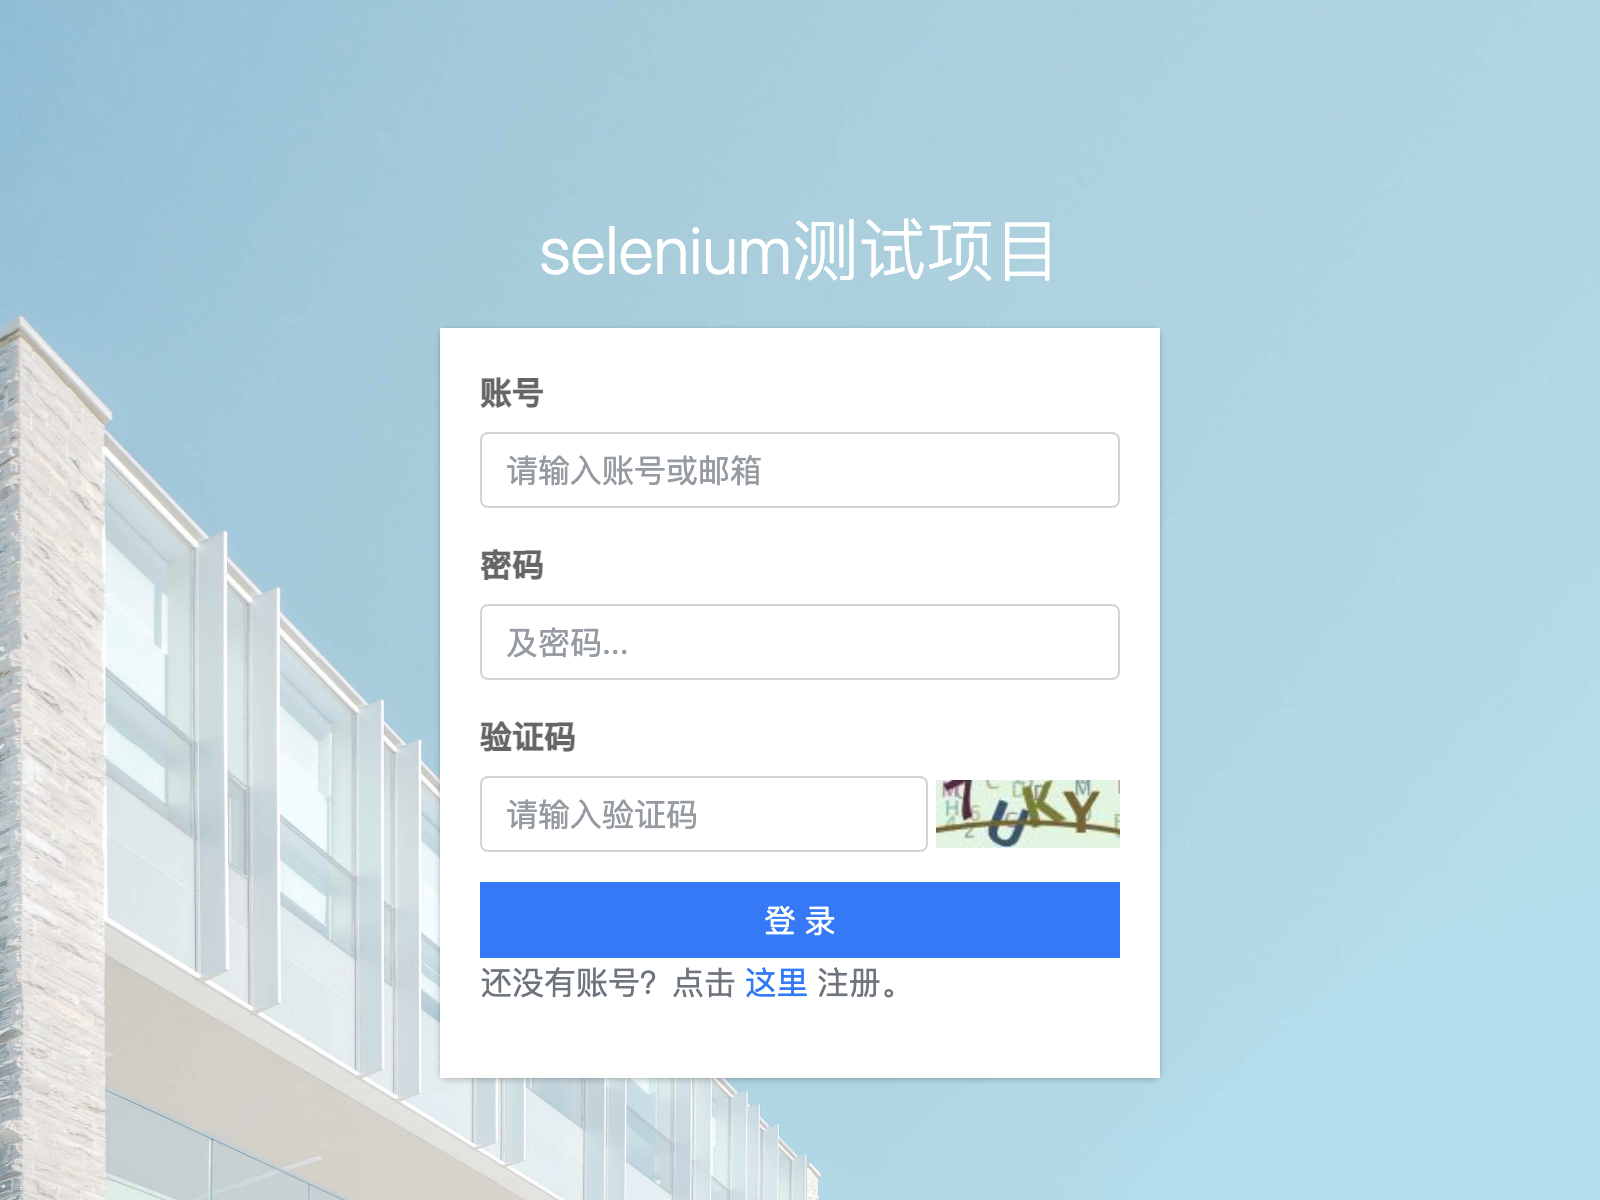 selenium测试项目
账号
请输入账号或邮箱
密码
及密码...
验证码
请输入验证码
登 录
还没有账号？点击 这里 注册。